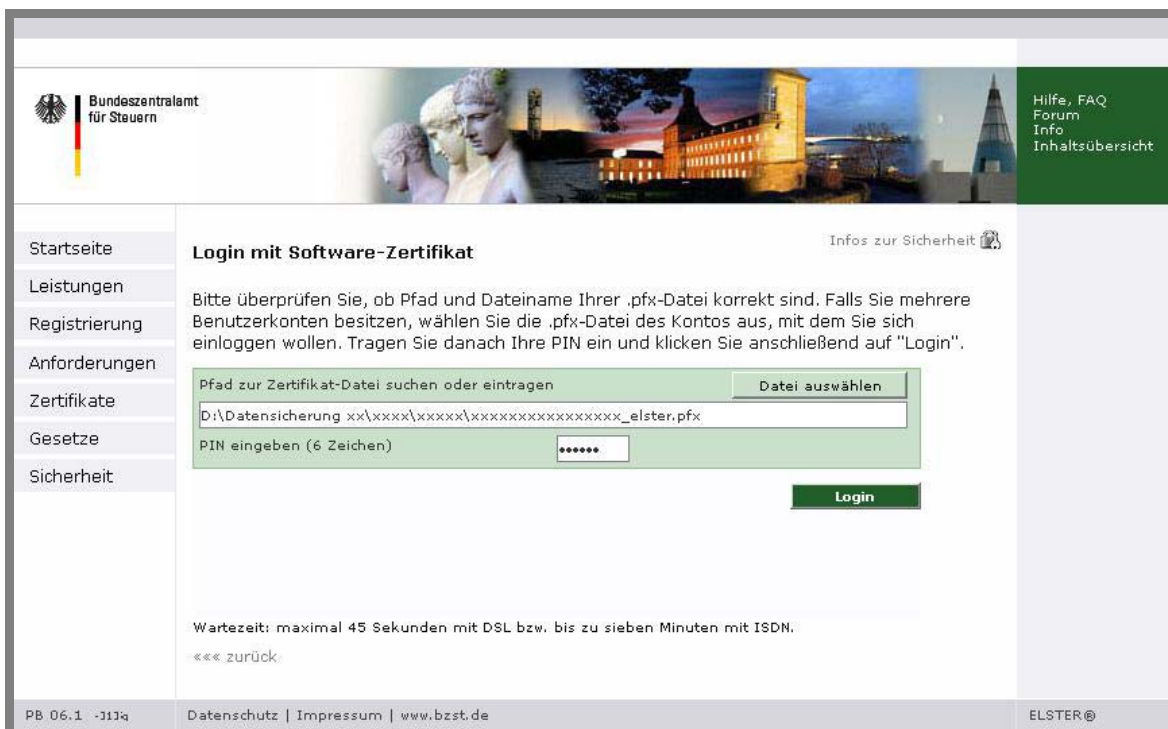 Bundeszentralamt
für Steuern
Hilfe, FAQ
Forum
Info
Inhaltsübersicht
Startseite
Leistungen
Registrierung
Anforderungen
Zertifikate
Gesetze
Sicherheit
Login mit Software-Zertifikat
Infos zur Sicherheit
Bitte überprüfen Sie, ob Pfad und Dateiname Ihrer .pfx-Datei korrekt sind. Falls Sie mehrere
Benutzerkonten besitzen, wählen Sie die .pfx-Datei des Kontos aus, mit dem Sie sich
einloggen wollen. Tragen Sie danach Ihre PIN ein und klicken Sie anschließend auf "Login".
Pfad zur Zertifikat-Datei suchen oder eintragen
Datei auswählen
D:\Datensicherung xx\xxxx\xxxxx\xxxxxxxxxxxxxxxx_elster.pfx
PIN eingeben (6 Zeichen)
••••••
Login
Wartezeit: maximal 45 Sekunden mit DSL bzw. bis zu sieben Minuten mit ISDN.
««« zurück
PB 06.1
Datenschutz | Impressum | www.bzst.de
ELSTER®